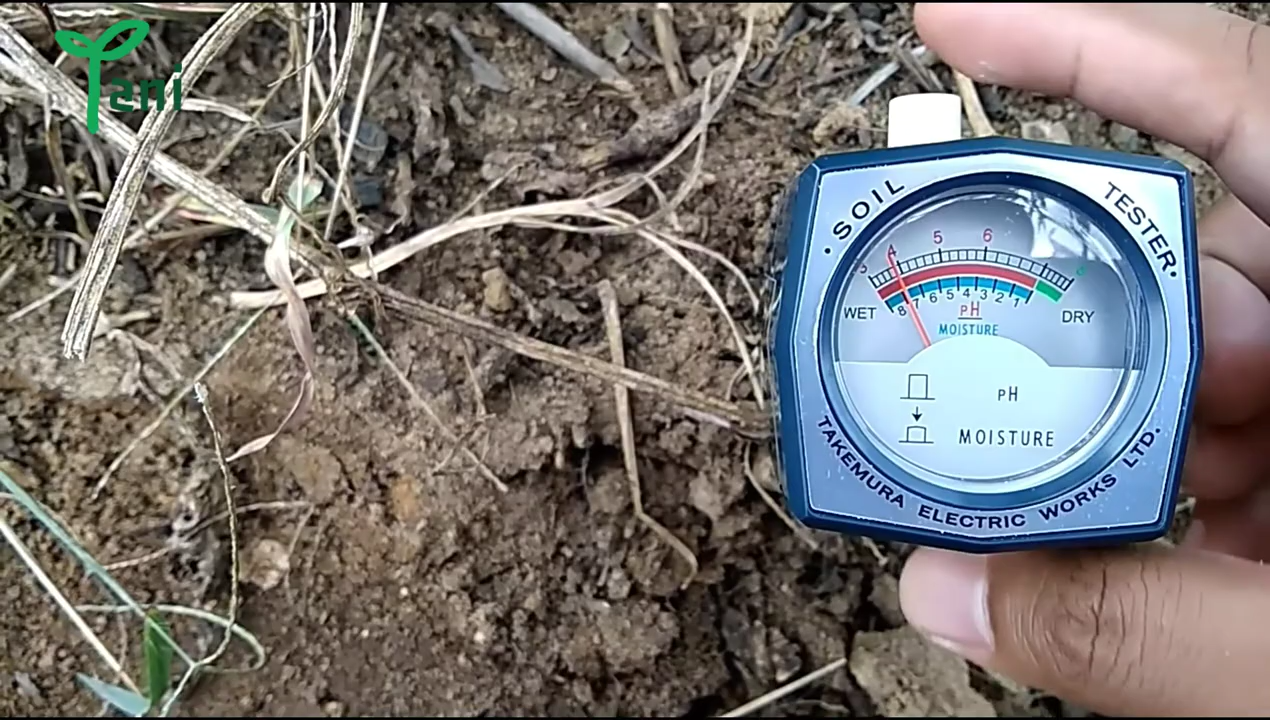 Tani
SOIL TESTER
3 4 5 6 8
8 7 6 5 4 3 2 1
WET pH DRY
MOISTURE
pH
MOISTURE
TAKEMURA ELECTRIC WORKS LTD.